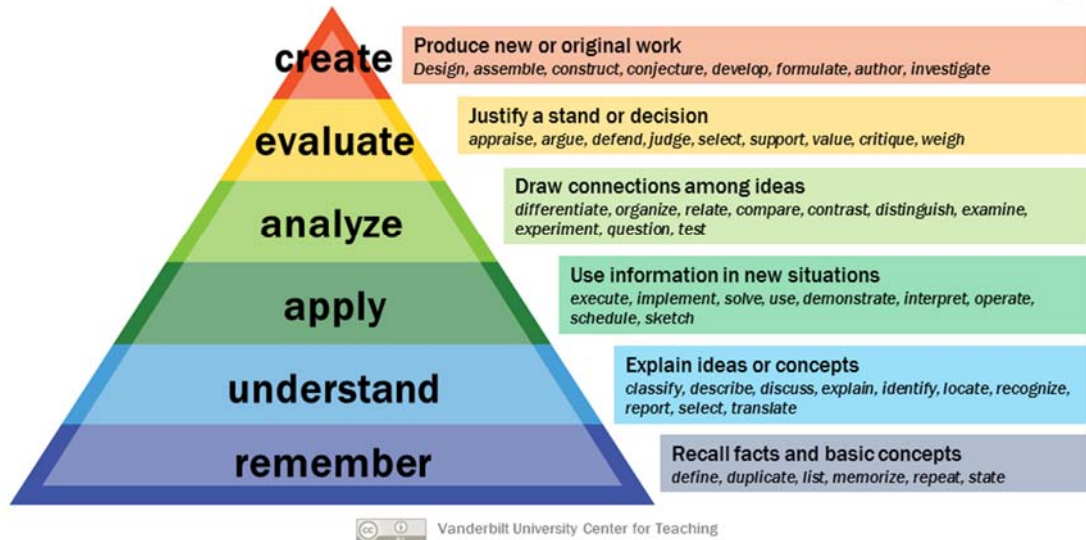 create
Produce new or original work
Design, assemble, construct, conjecture, develop, formulate, author, investigate
evaluate
Justify a stand or decision
appraise, argue, defend, judge, select, support, value, critique, weigh
analyze
Draw connections among ideas
differentiate, organize, relate, compare, contrast, distinguish, examine,
experiment, question, test
apply
Use information in new situations
execute, implement, solve, use, demonstrate, interpret, operate,
schedule, sketch
understand
Explain ideas or concepts
classify, describe, discuss, explain, identify, locate, recognize,
report, select, translate
remember
Recall facts and basic concepts
define, duplicate, list, memorize, repeat, state
cc
Vanderbilt University Center for Teaching